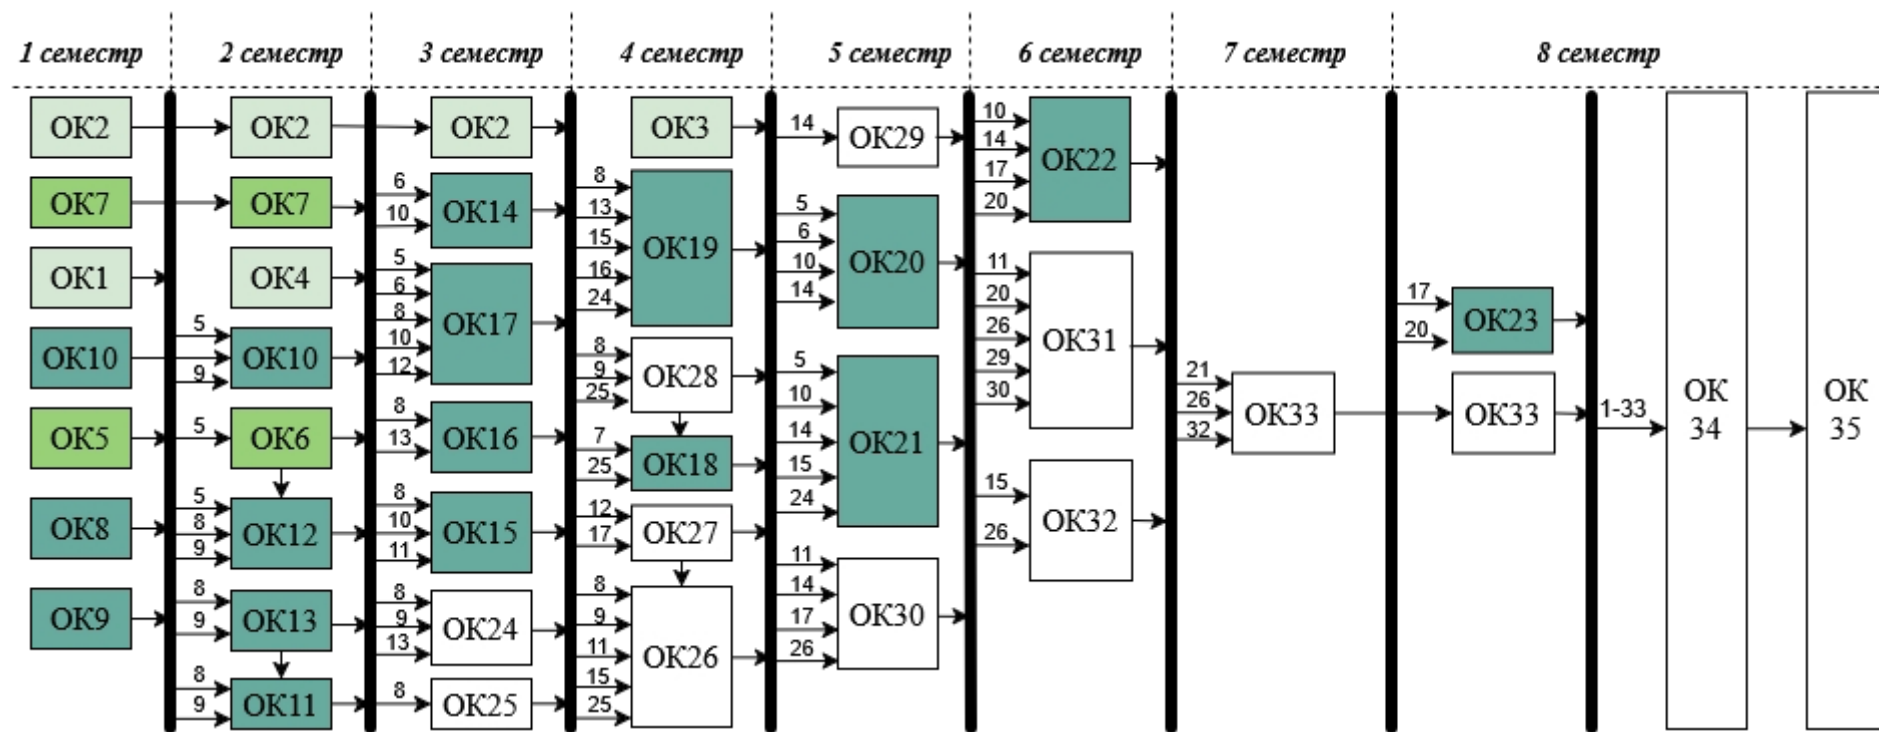 1 семестр
2 семестр
3 семестр
4 семестр
5 семестр
6 семестр
7 семестр
8 семестр
ОК2
ОК7
ОК1
ОК10
ОК5
ОК8
ОК9
ОК2
ОК7
ОК4
5
9
ОК10
5
ОК6
5
8
9
ОК12
8
9
ОК13
8
9
ОК11
ОК2
6
10
ОК14
5
6
8
10
12
ОК17
8
13
ОК16
8
10
11
ОК15
8
9
13
ОК24
8
ОК25
ОК3
8
13
15
16
24
ОК19
8
9
25
ОК28
7
25
ОК18
12
17
ОК27
8
9
11
15
25
ОК26
14
ОК29
5
6
10
14
ОК20
5
10
14
15
24
ОК21
11
14
17
26
ОК30
10
14
17
20
ОК22
11
20
26
29
30
ОК31
15
26
ОК32
21
26
32
ОК33
17
20
ОК23
ОК33
1-33
ОК
34
ОК
35